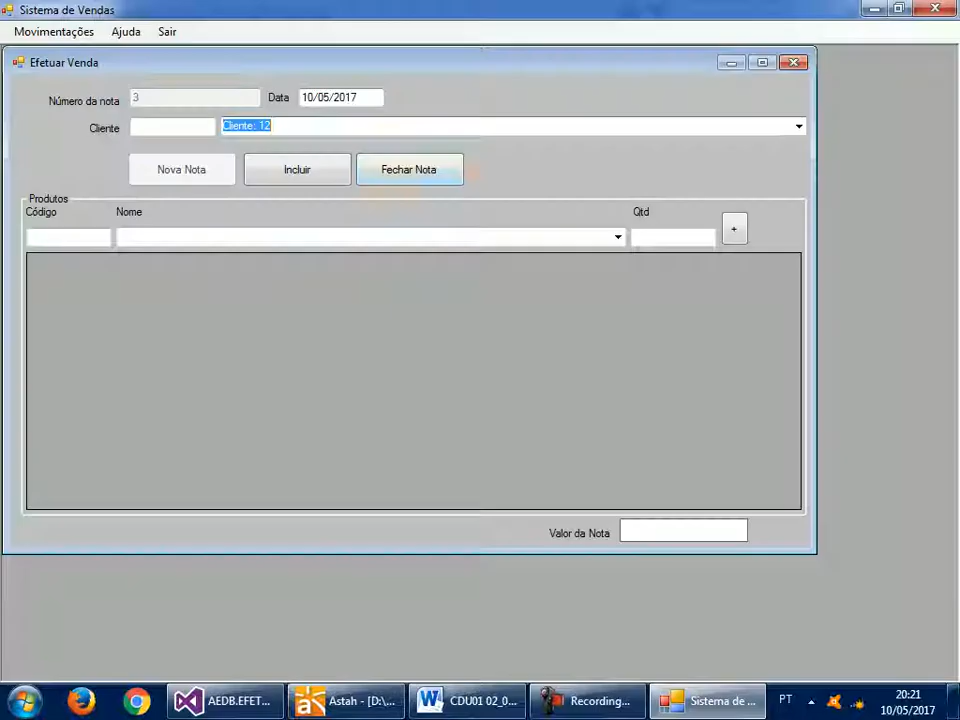 Sistema de Vendas
Movimentações Ajuda Sair
Efetuar Venda
Número da nota 3 Data 10/05/2017
Cliente Cliente: 12
Nova Nota Incluir Fechar Nota
Produtos
Código Nome Qtd
+
Valor da Nota
AEDB.EFET... Astah - [D:\... CDU01 02_0... Recording... Sistema de ... PT 20:21
10/05/2017